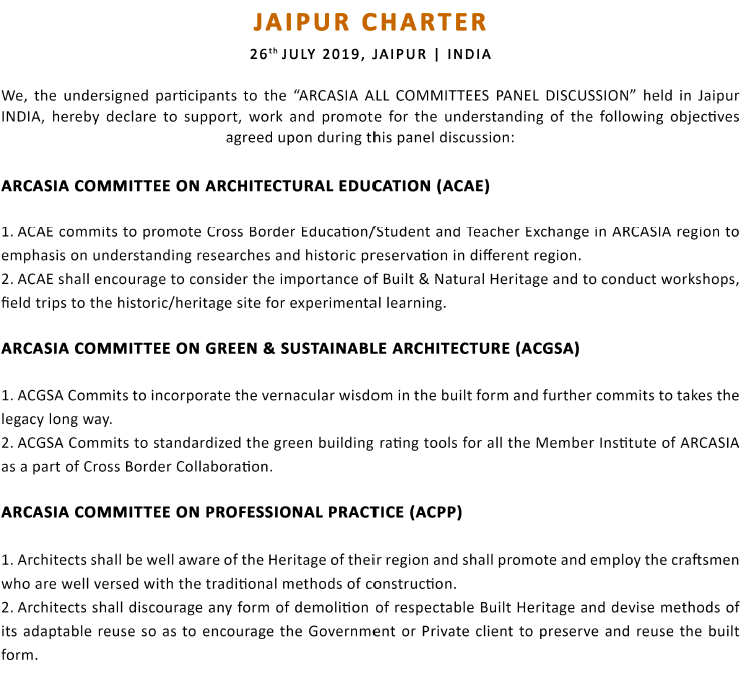 JAIPUR CHARTER
26th JULY 2019, JAIPUR | INDIA
We, the undersigned participants to the “ARCASIA ALL COMMITTEES PANEL DISCUSSION” held in Jaipur
INDIA, hereby declare to support, work and promote for the understanding of the following objectives
agreed upon during this panel discussion:
ARCASIA COMMITTEE ON ARCHITECTURAL EDUCATION (ACAE)
1. ACAE commits to promote Cross Border Education/Student and Teacher Exchange in ARCASIA region to
emphasis on understanding researches and historic preservation in different region.
2. ACAE shall encourage to consider the importance of Built & Natural Heritage and to conduct workshops,
field trips to the historic/heritage site for experimental learning.
ARCASIA COMMITTEE ON GREEN & SUSTAINABLE ARCHITECTURE (ACGSA)
1. ACGSA Commits to incorporate the vernacular wisdom in the built form and further commits to takes the
legacy long way.
2. ACGSA Commits to standardized the green building rating tools for all the Member Institute of ARCASIA
as a part of Cross Border Collaboration.
ARCASIA COMMITTEE ON PROFESSIONAL PRACTICE (ACPP)
1. Architects shall be well aware of the Heritage of their region and shall promote and employ the craftsmen
who are well versed with the traditional methods of construction.
2. Architects shall discourage any form of demolition of respectable Built Heritage and devise methods of
its adaptable reuse so as to encourage the Government or Private client to preserve and reuse the built
form.